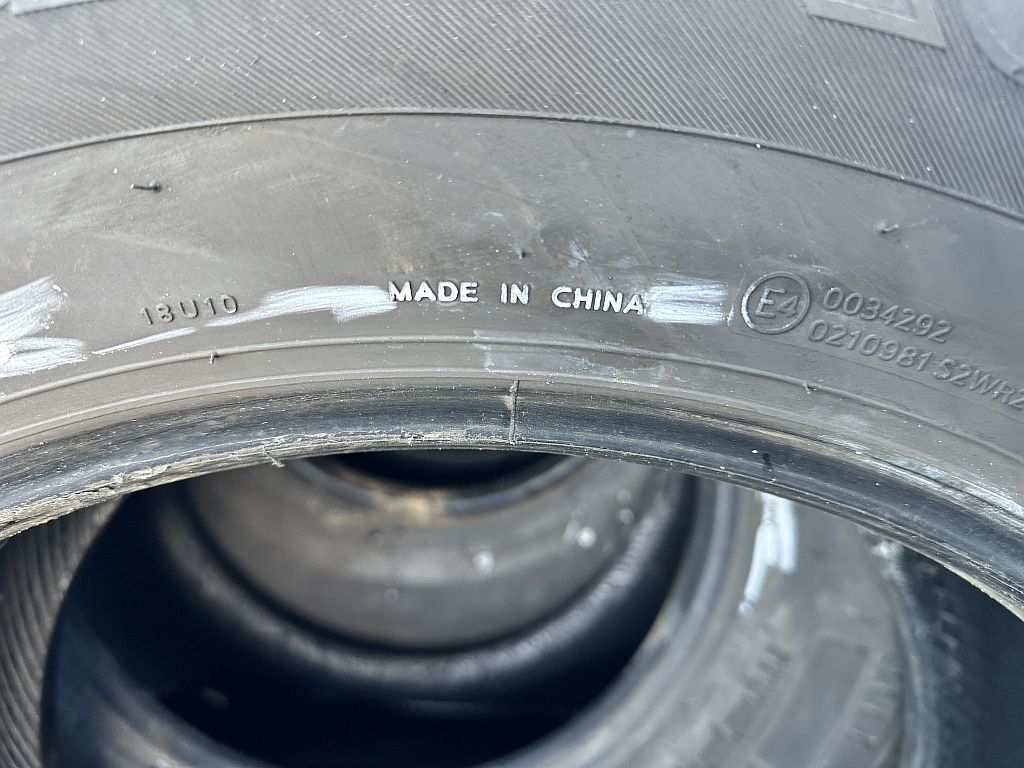 13U10
MADE IN CHINA
E4
0034292
0210981 S2WR2